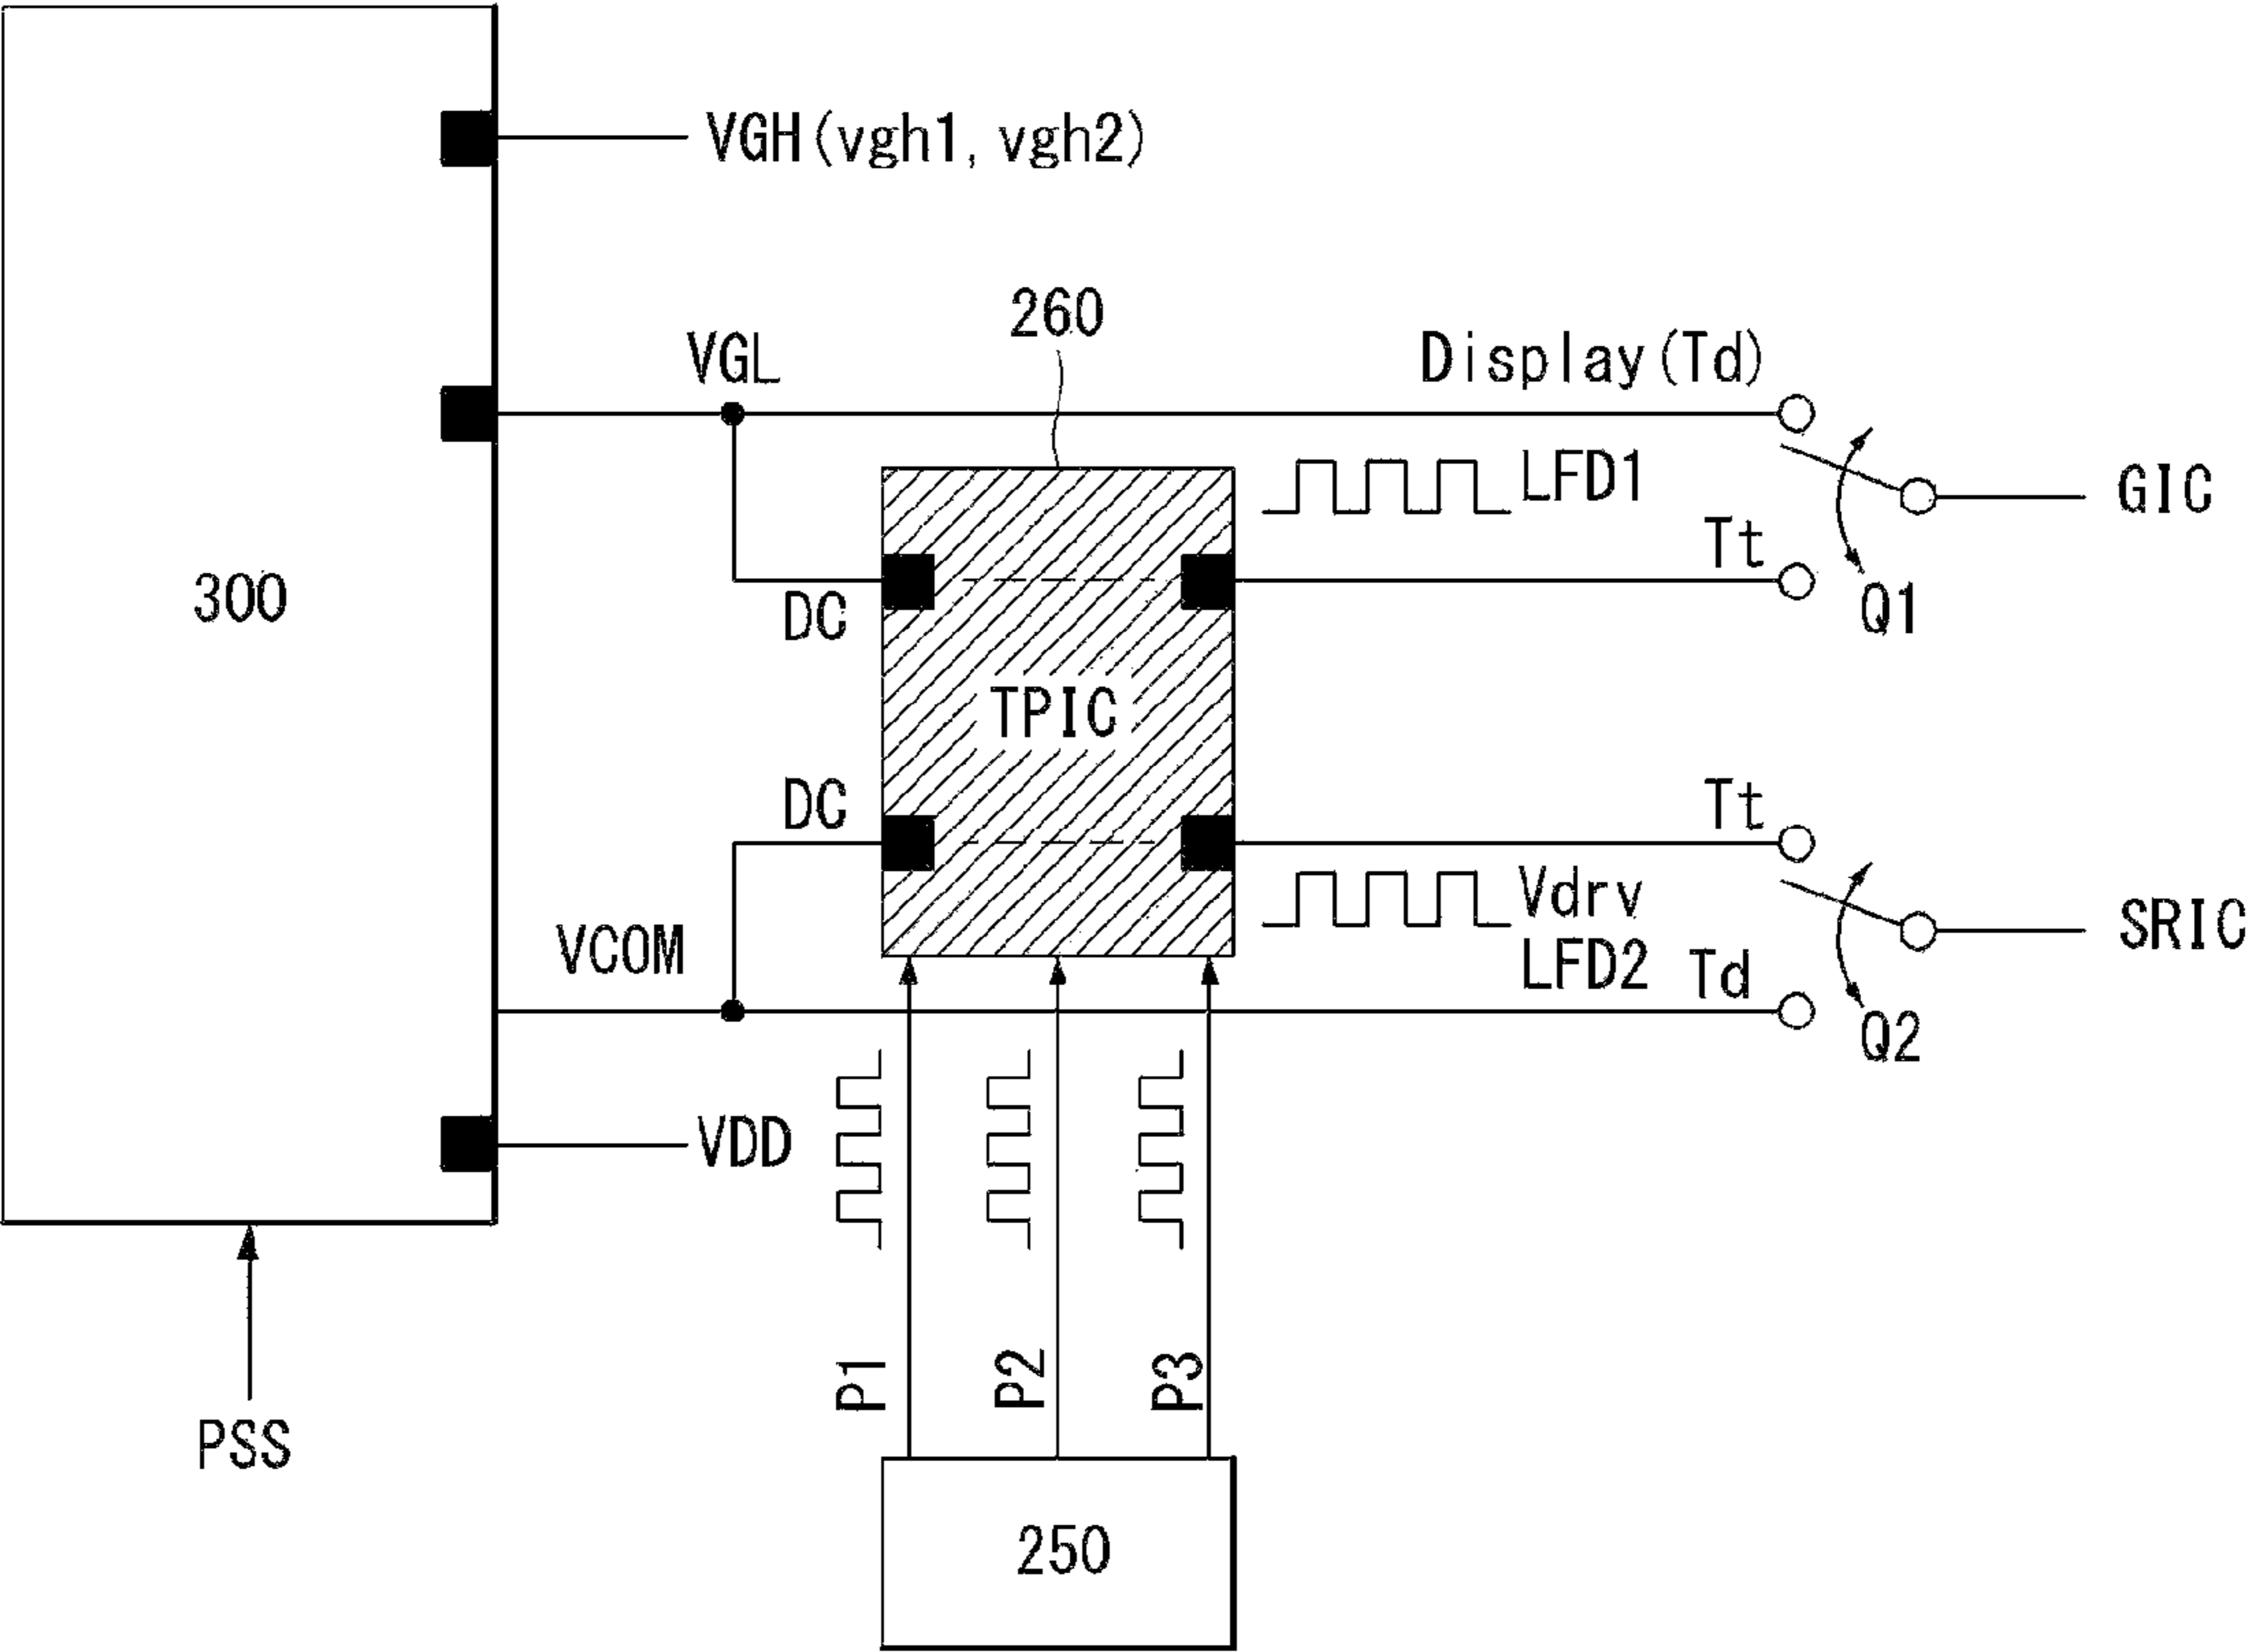 VGH(vgh1, vgh2)
260
VGL
Display(Td)
LFD1
GIC
Tt
Q1
300
DC
TPIC
DC
Tt
Vdrv
SRIC
VCOM
LFD2
Td
Q2
VDD
P1
P2
P3
PSS
250